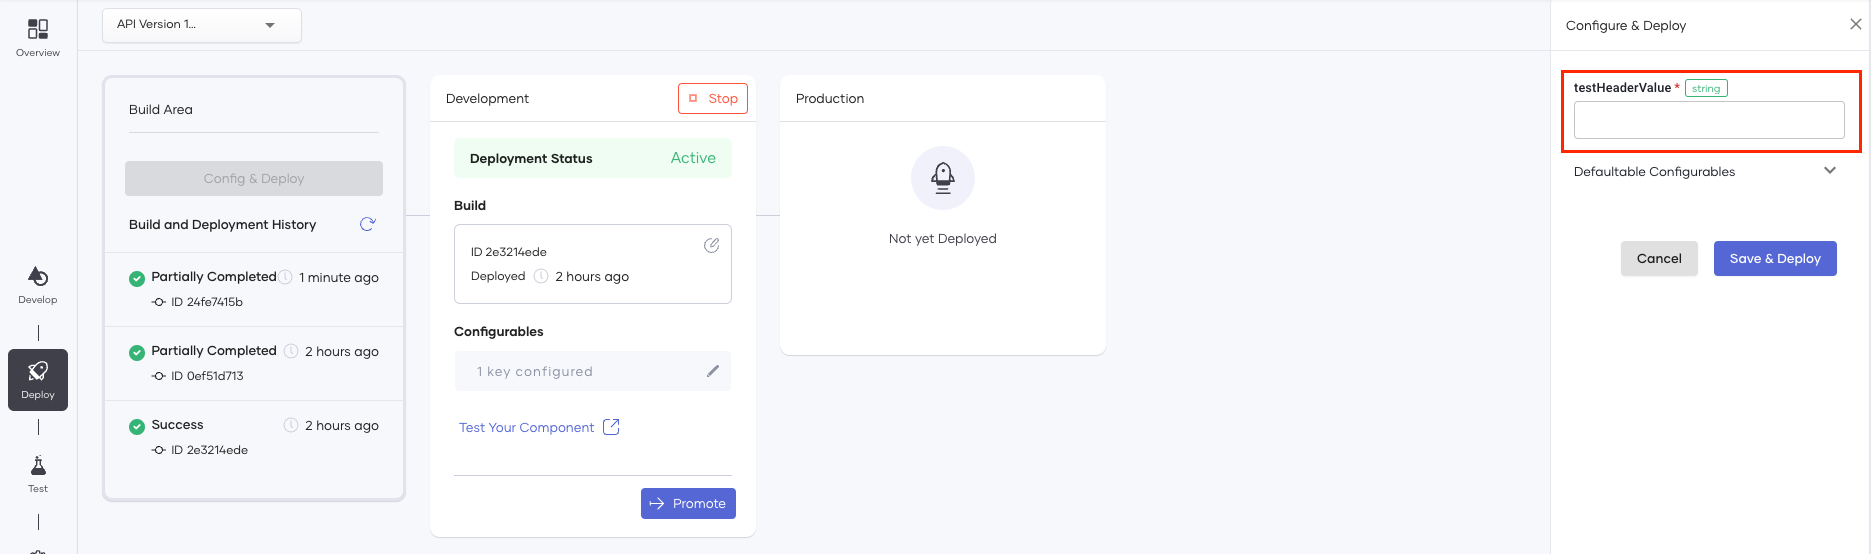 Overview
Develop
Deploy
Test
API Version 1...
Build Area
Config & Deploy
Build and Deployment History
Partially Completed 1 minute ago
ID 24fe7415b
Partially Completed 2 hours ago
ID 0ef51d713
Success 2 hours ago
ID 2e3214ede
Development Stop
Deployment Status Active
Build
ID 2e3214ede
Deployed 2 hours ago
Configurables
1 key configured
Test Your Component
Promote
Production
Not yet Deployed
Configure & Deploy
testHeaderValue * string
Defaultable Configurables
Cancel Save & Deploy